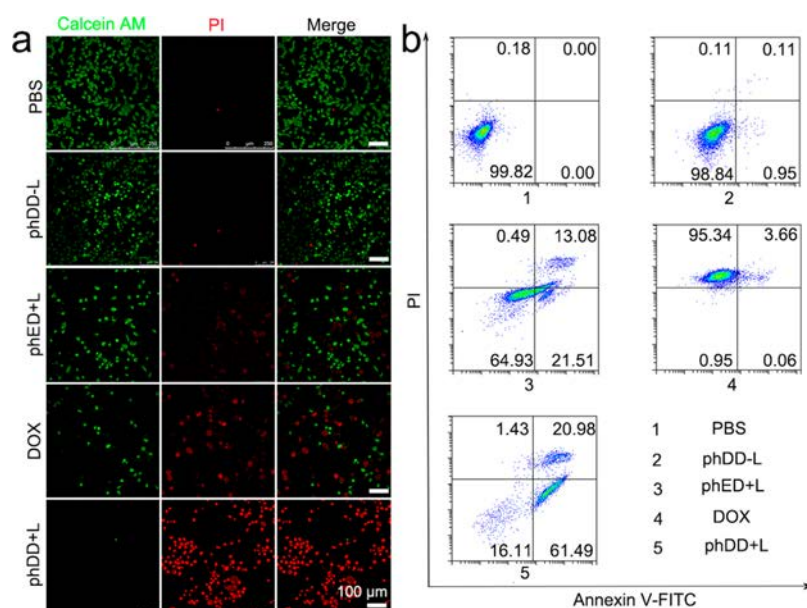 a
Calcein AM PI Merge
PBS
phDD-L
phED+L
DOX
phDD+L
100 µm
b
PI
0.18 0.00
99.82 0.00
1
0.11 0.11
98.84 0.95
2
0.49 13.08
64.93 21.51
3
95.34 3.66
0.95 0.06
4
1.43 20.98
16.11 61.49
5
1 PBS
2 phDD-L
3 phED+L
4 DOX
5 phDD+L
Annexin V-FITC